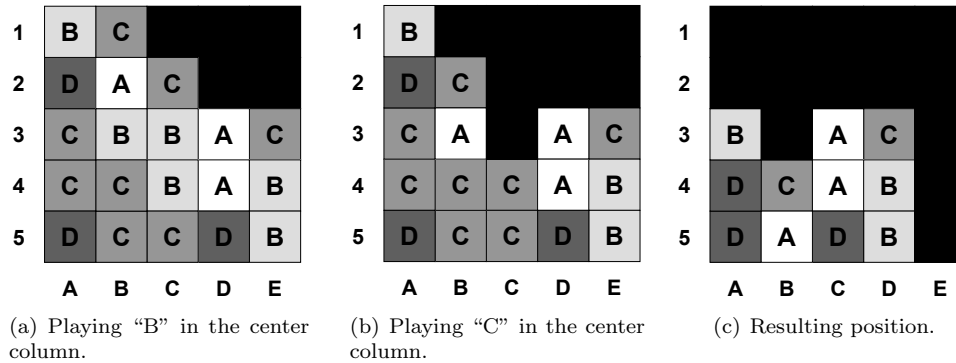 1 B C
2 D A C
3 C B B A C
4 C C B A B
5 D C C D B
A B C D E
(a) Playing “B” in the center
column.
1 B
2 D C
3 C A A C
4 C C C A B
5 D C C D B
A B C D E
(b) Playing “C” in the center
column.
1
2
3 B A C
4 D C A B
5 D A D B
A B C D E
(c) Resulting position.